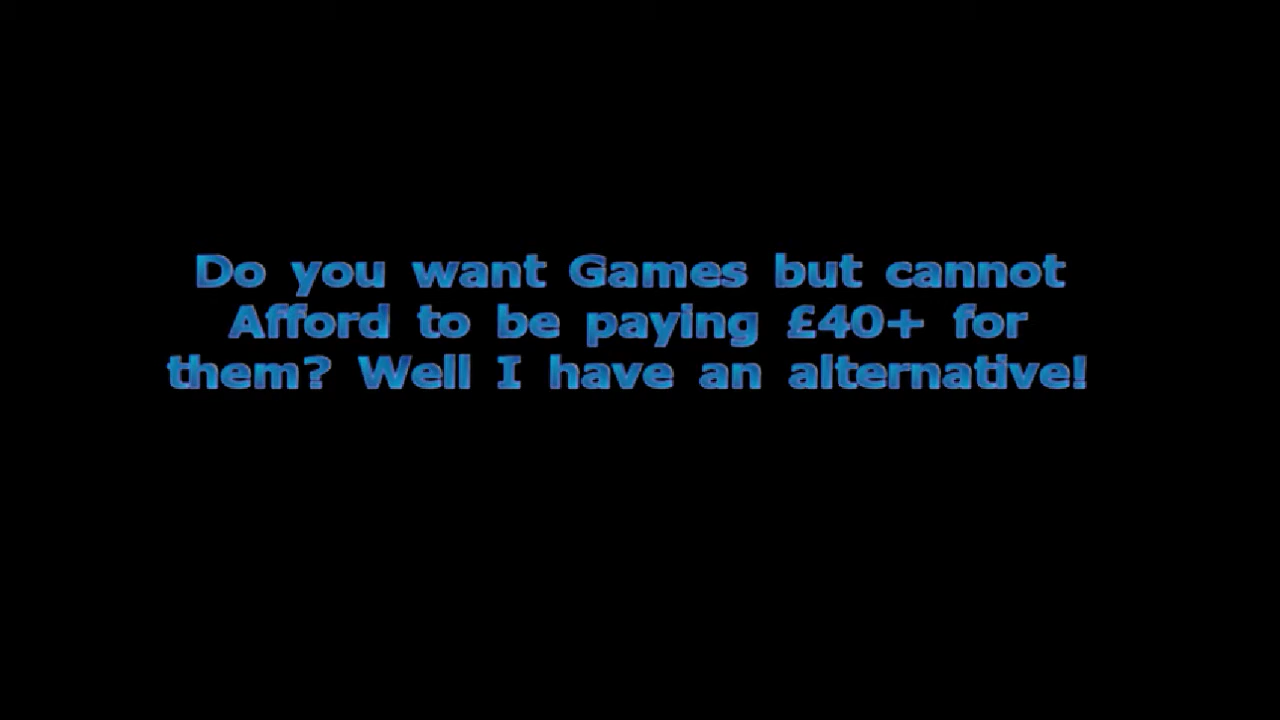 Do you want Games but cannot
Afford to be paying £40+ for
them? Well I have an alternative!